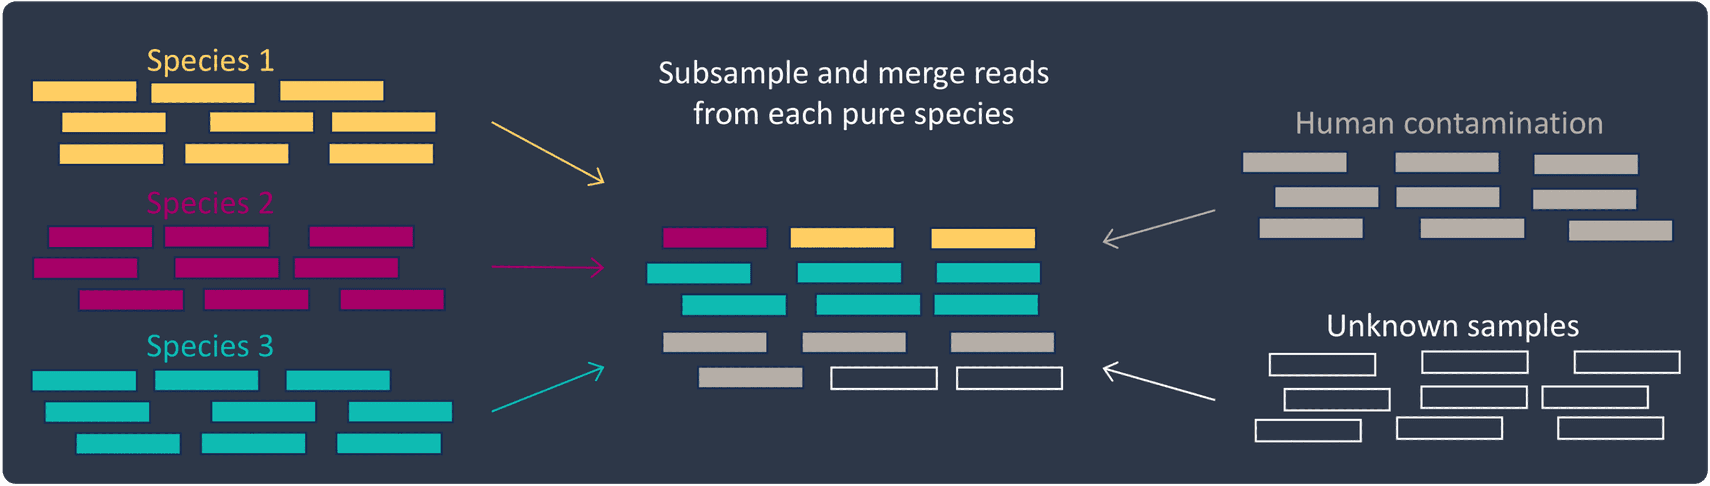 Species 1
Species 2
Species 3
Subsample and merge reads
from each pure species
Human contamination
Unknown samples